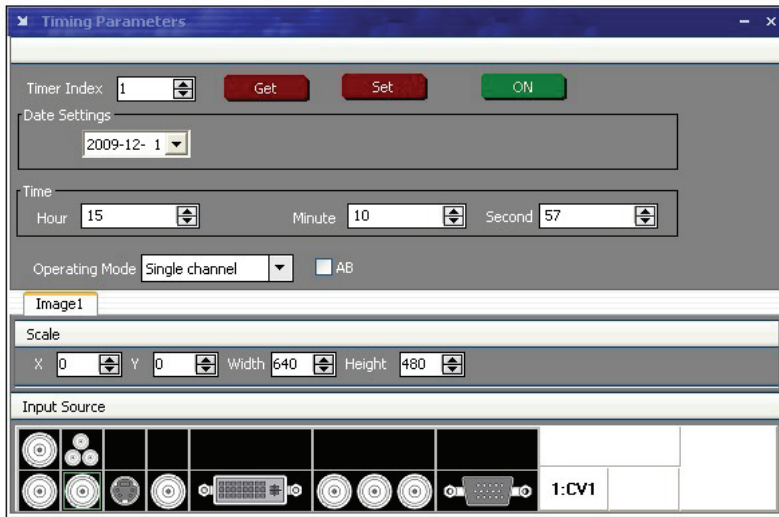 Timing Parameters
Timer Index 1 Get Set ON
Date Settings
2009-12- 1
Time
Hour 15 Minute 10 Second 57
Operating Mode Single channel AB
Image1
Scale
X 0 Y 0 Width 640 Height 480
Input Source
1:CV1